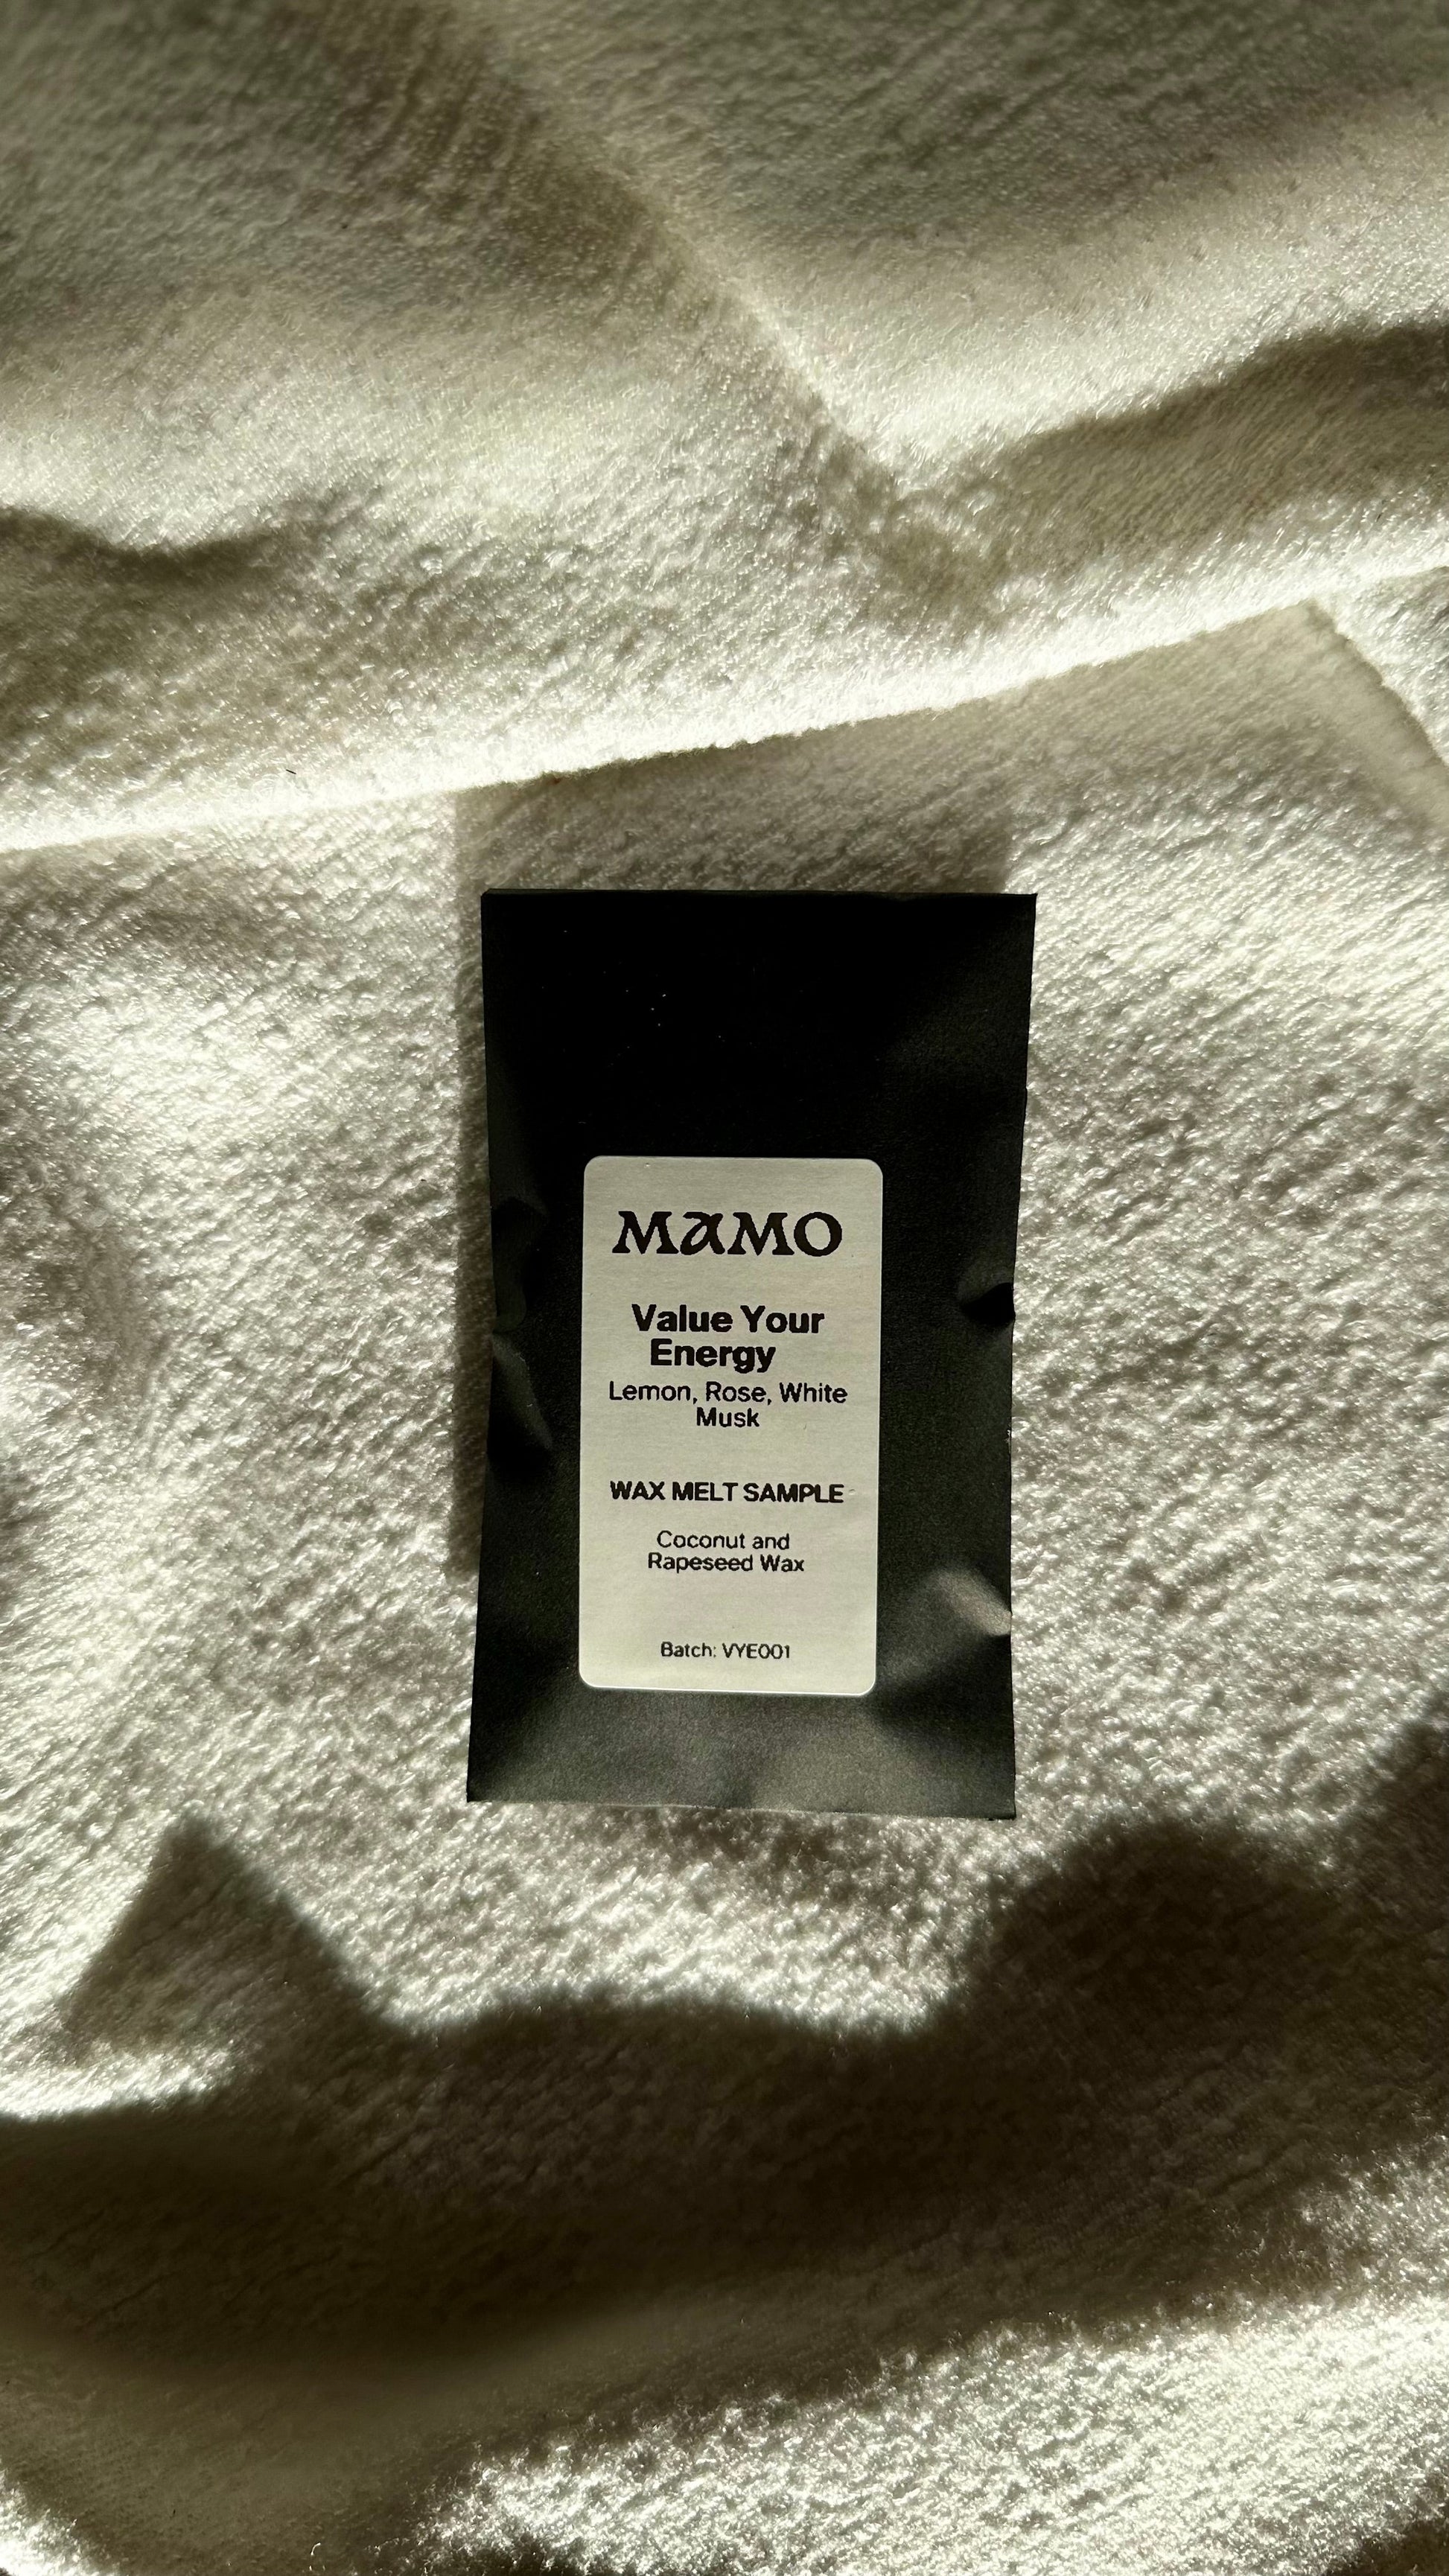 MAMO
Value Your
Energy
Lemon, Rose, White
Musk
WAX MELT SAMPLE
Coconut and
Rapeseed Wax
Batch: VYE001